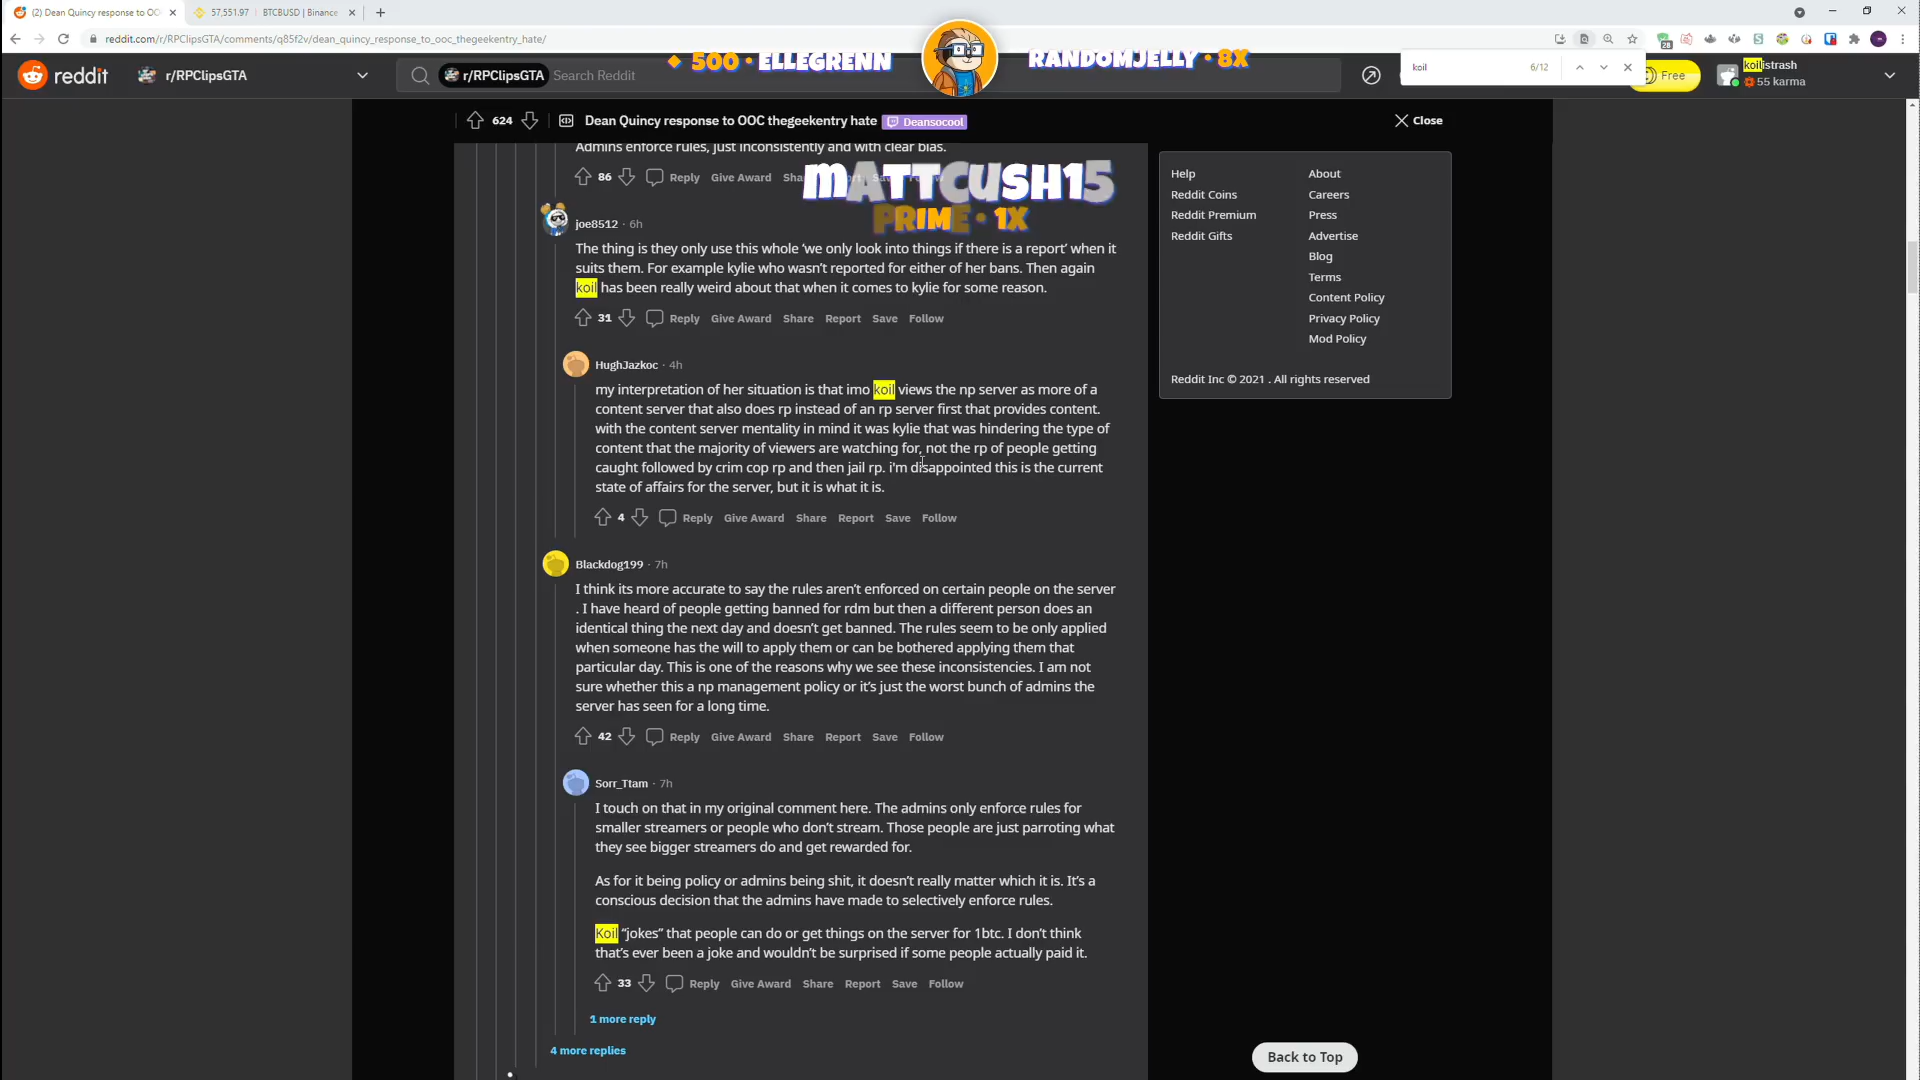 (2) Dean Quincy response to OO
57,551.97 | BTCBUSD | Binance
reddit.com/r/RPClipsGTA/comments/q85f2v/dean_quincy_response_to_ooc_thegeekentry_hate/
28
500 · ELLEGRENN
RANDOMJELLY · 8X
koil
6/12
reddit
r/RPClipsGTA
r/RPClipsGTA
Search Reddit
Free
koilistrash
55 karma
624
Dean Quincy response to OOC thegeekentry hate
Deansocool
Close
Admins enforce rules, just inconsistently and with clear bias.
86 Reply Give Award
MATTCUSH15
PRIME · 1X
joe8512 · 6h
The thing is they only use this whole ‘we only look into things if there is a report’ when it
suits them. For example kylie who wasn’t reported for either of her bans. Then again
koil has been really weird about that when it comes to kylie for some reason.
31 Reply Give Award Share Report Save Follow
HughJazkoc · 4h
my interpretation of her situation is that imo koil views the np server as more of a
content server that also does rp instead of an rp server first that provides content.
with the content server mentality in mind it was kylie that was hindering the type of
content that the majority of viewers are watching for, not the rp of people getting
caught followed by crim cop rp and then jail rp. i'm disappointed this is the current
state of affairs for the server, but it is what it is.
4 Reply Give Award Share Report Save Follow
Blackdog199 · 7h
I think its more accurate to say the rules aren’t enforced on certain people on the server
. I have heard of people getting banned for rdm but then a different person does an
identical thing the next day and doesn’t get banned. The rules seem to be only applied
when someone has the will to apply them or can be bothered applying them that
particular day. This is one of the reasons why we see these inconsistencies. I am not
sure whether this a np management policy or it’s just the worst bunch of admins the
server has seen for a long time.
42 Reply Give Award Share Report Save Follow
Sorr_Ttam · 7h
I touch on that in my original comment here. The admins only enforce rules for
smaller streamers or people who don’t stream. Those people are just parroting what
they see bigger streamers do and get rewarded for.
As for it being policy or admins being shit, it doesn’t really matter which it is. It’s a
conscious decision that the admins have made to selectively enforce rules.
Koil “jokes” that people can do or get things on the server for 1btc. I don’t think
that’s ever been a joke and wouldn’t be surprised if some people actually paid it.
33 Reply Give Award Share Report Save Follow
1 more reply
4 more replies
Help
About
Reddit Coins
Careers
Reddit Premium
Press
Reddit Gifts
Advertise
Blog
Terms
Content Policy
Privacy Policy
Mod Policy
Reddit Inc © 2021 . All rights reserved
Back to Top